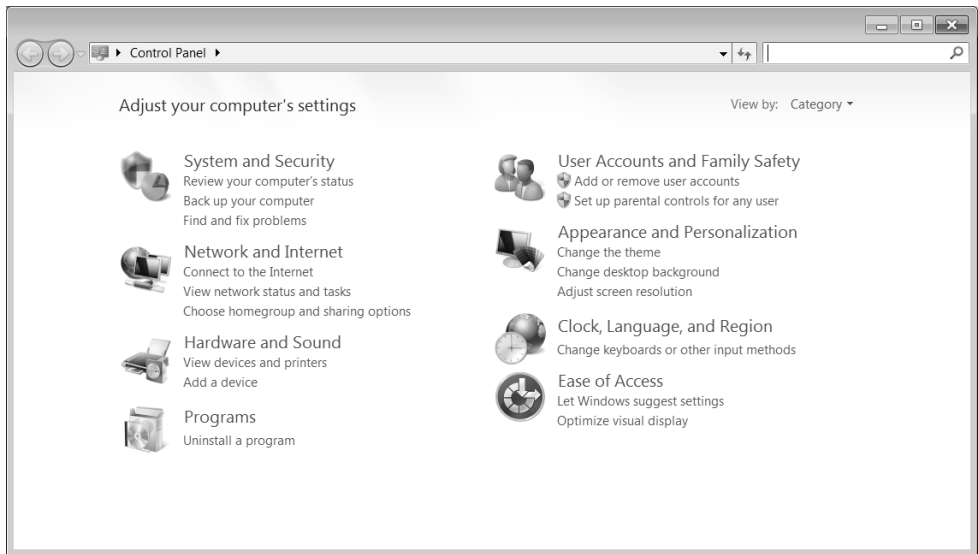 Control Panel
Adjust your computer's settings
View by: Category
System and Security
Review your computer's status
Back up your computer
Find and fix problems
Network and Internet
Connect to the Internet
View network status and tasks
Choose homegroup and sharing options
Hardware and Sound
View devices and printers
Add a device
Programs
Uninstall a program
User Accounts and Family Safety
Add or remove user accounts
Set up parental controls for any user
Appearance and Personalization
Change the theme
Change desktop background
Adjust screen resolution
Clock, Language, and Region
Change keyboards or other input methods
Ease of Access
Let Windows suggest settings
Optimize visual display